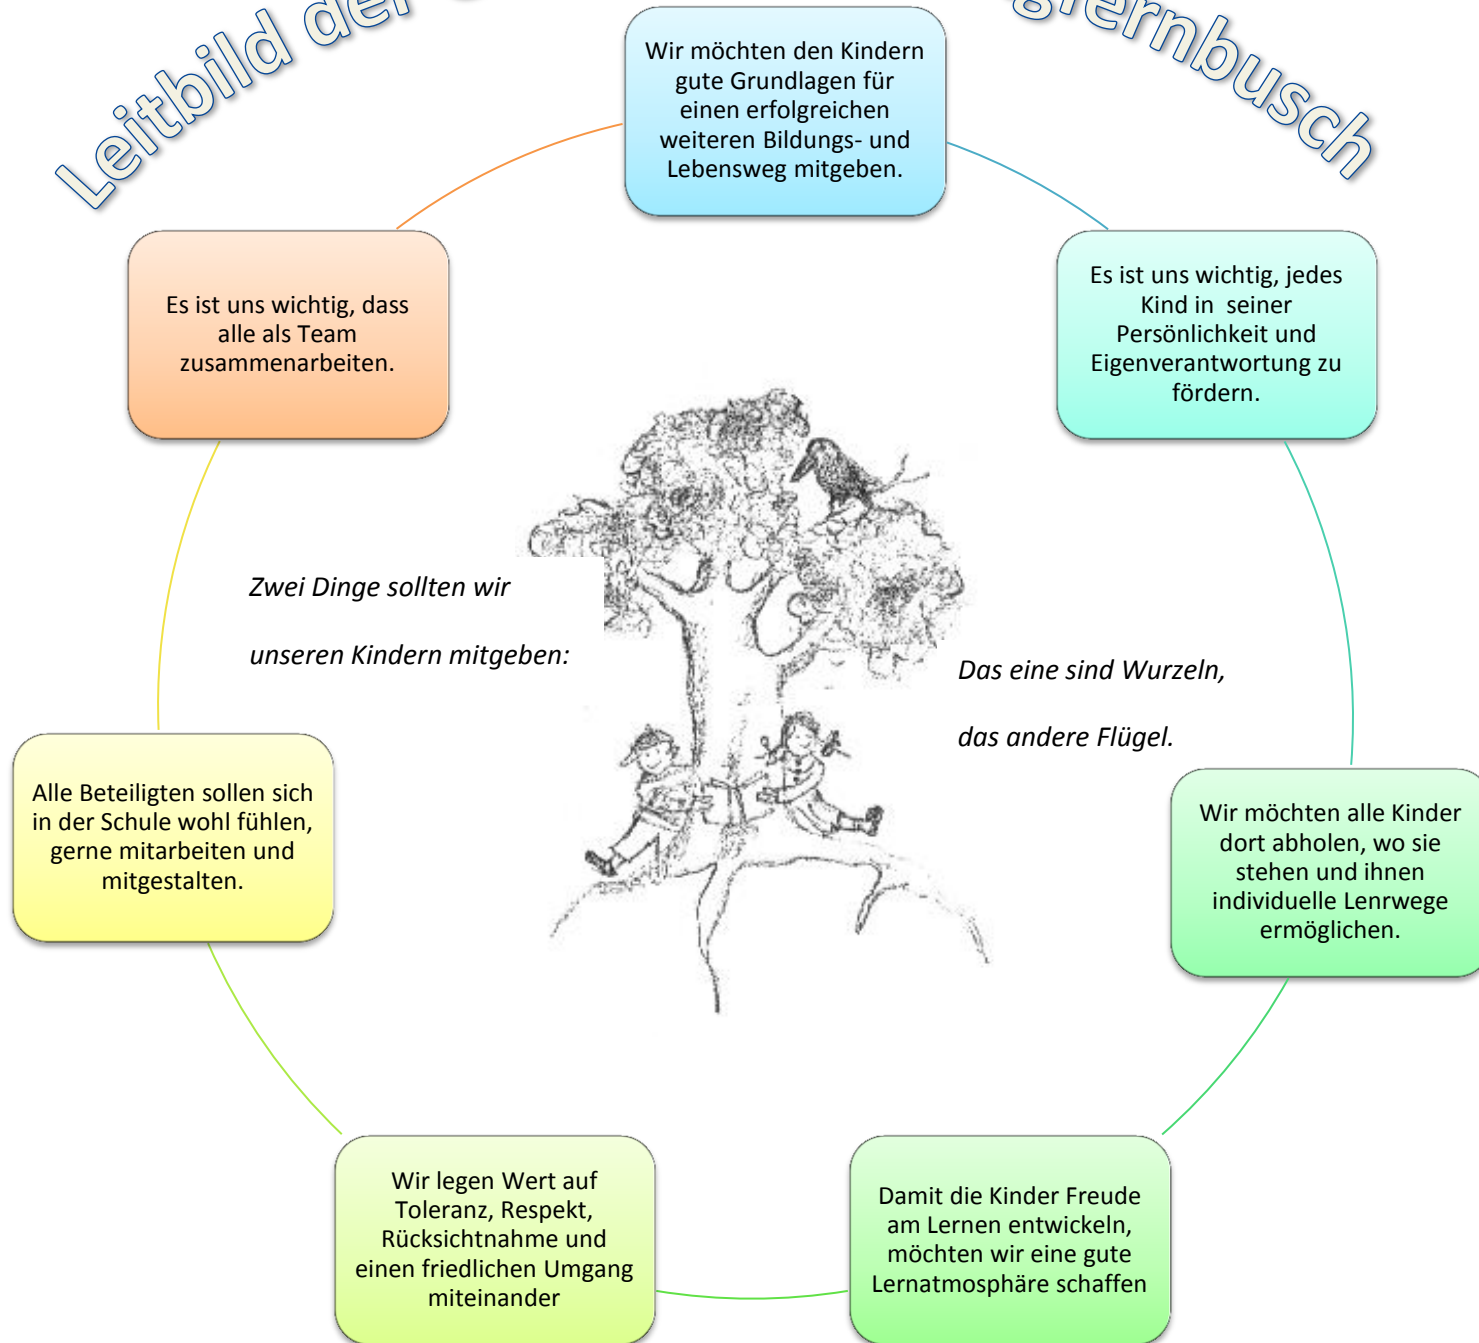 Leitbild der
Wir möchten den Kindern
gute Grundlagen für
einen erfolgreichen
weiteren Bildungs- und
Lebensweg mitgeben.
Es ist uns wichtig, jedes
Kind in seiner
Persönlichkeit und
Eigenverantwortung zu
fördern.
Wir möchten alle Kinder
dort abholen, wo sie
stehen und ihnen
individuelle Lenrwege
ermöglichen.
Damit die Kinder Freude
am Lernen entwickeln,
möchten wir eine gute
Lernatmosphäre schaffen
Wir legen Wert auf
Toleranz, Respekt,
Rücksichtnahme und
einen friedlichen Umgang
miteinander
Alle Beteiligten sollen sich
in der Schule wohl fühlen,
gerne mitarbeiten und
mitgestalten.
Es ist uns wichtig, dass
alle als Team
zusammenarbeiten.
Zwei Dinge sollten wir
unseren Kindern mitgeben:
Das eine sind Wurzeln,
das andere Flügel.